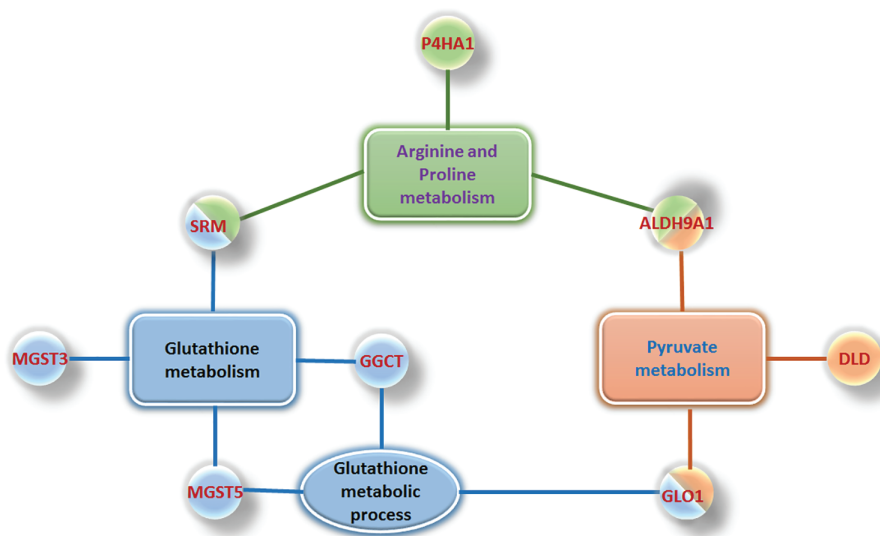 P4HA1
Arginine and
Proline
metabolism
SRM
ALDH9A1
MGST3
Glutathione
metabolism
GGCT
Pyruvate
metabolism
DLD
MGST5
Glutathione
metabolic
process
GLO1